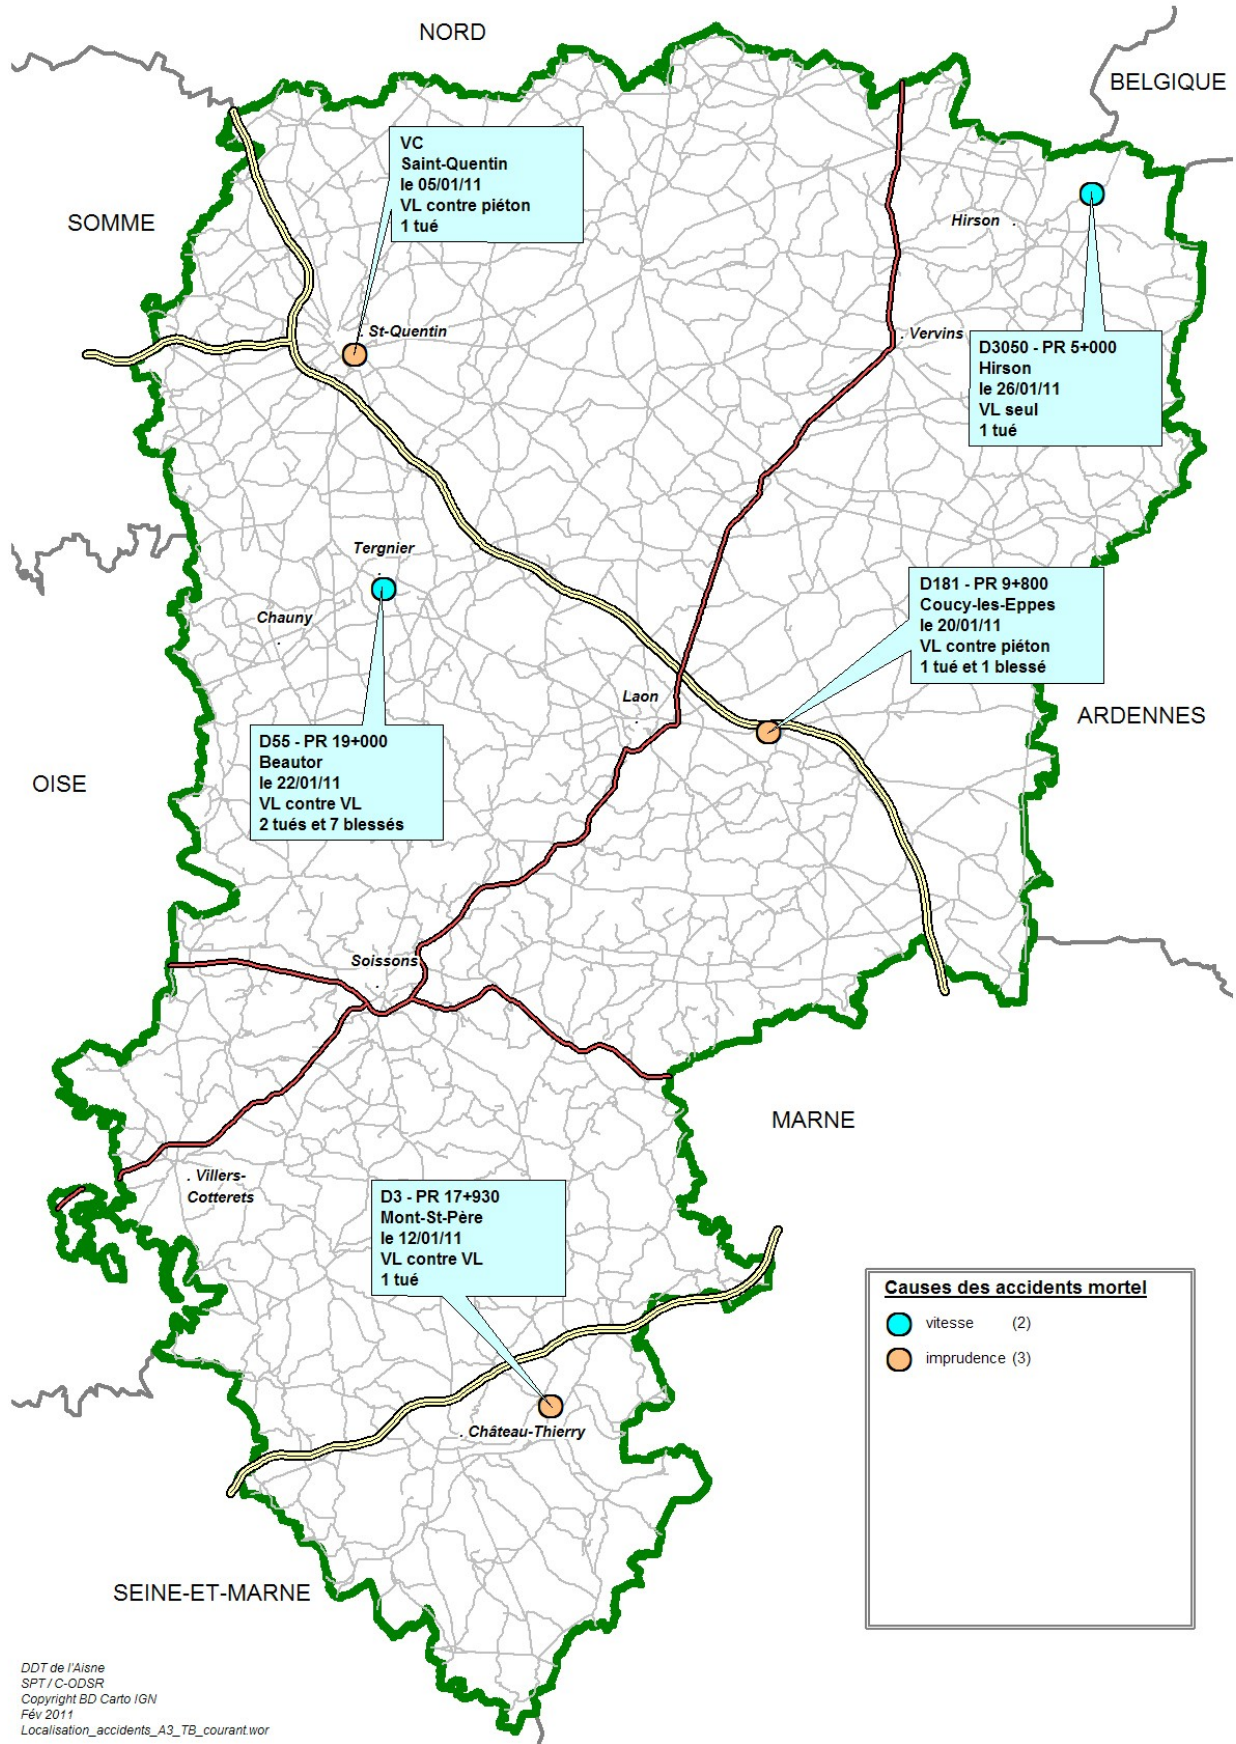 NORD
BELGIQUE
VC
Saint-Quentin
le 05/01/11
VL contre piéton
1 tué
SOMME
Hirson
St-Quentin
Vervins
D3050 - PR 5+000
Hirson
le 26/01/11
VL seul
1 tué
Tergnier
Chauny
D181 - PR 9+800
Coucy-les-Eppes
le 20/01/11
VL contre piéton
1 tué et 1 blessé
Laon
ARDENNES
D55 - PR 19+000
Beautor
le 22/01/11
VL contre VL
2 tués et 7 blessés
OISE
Soissons
MARNE
Villers-
Cotterets
D3 - PR 17+930
Mont-St-Père
le 12/01/11
VL contre VL
1 tué
Causes des accidents mortel
vitesse (2)
imprudence (3)
Château-Thierry
SEINE-ET-MARNE
DDT de l'Aisne
SPT / C-ODSR
Copyright BD Carto IGN
Fév 2011
Localisation_accidents_A3_TB_courant.wor